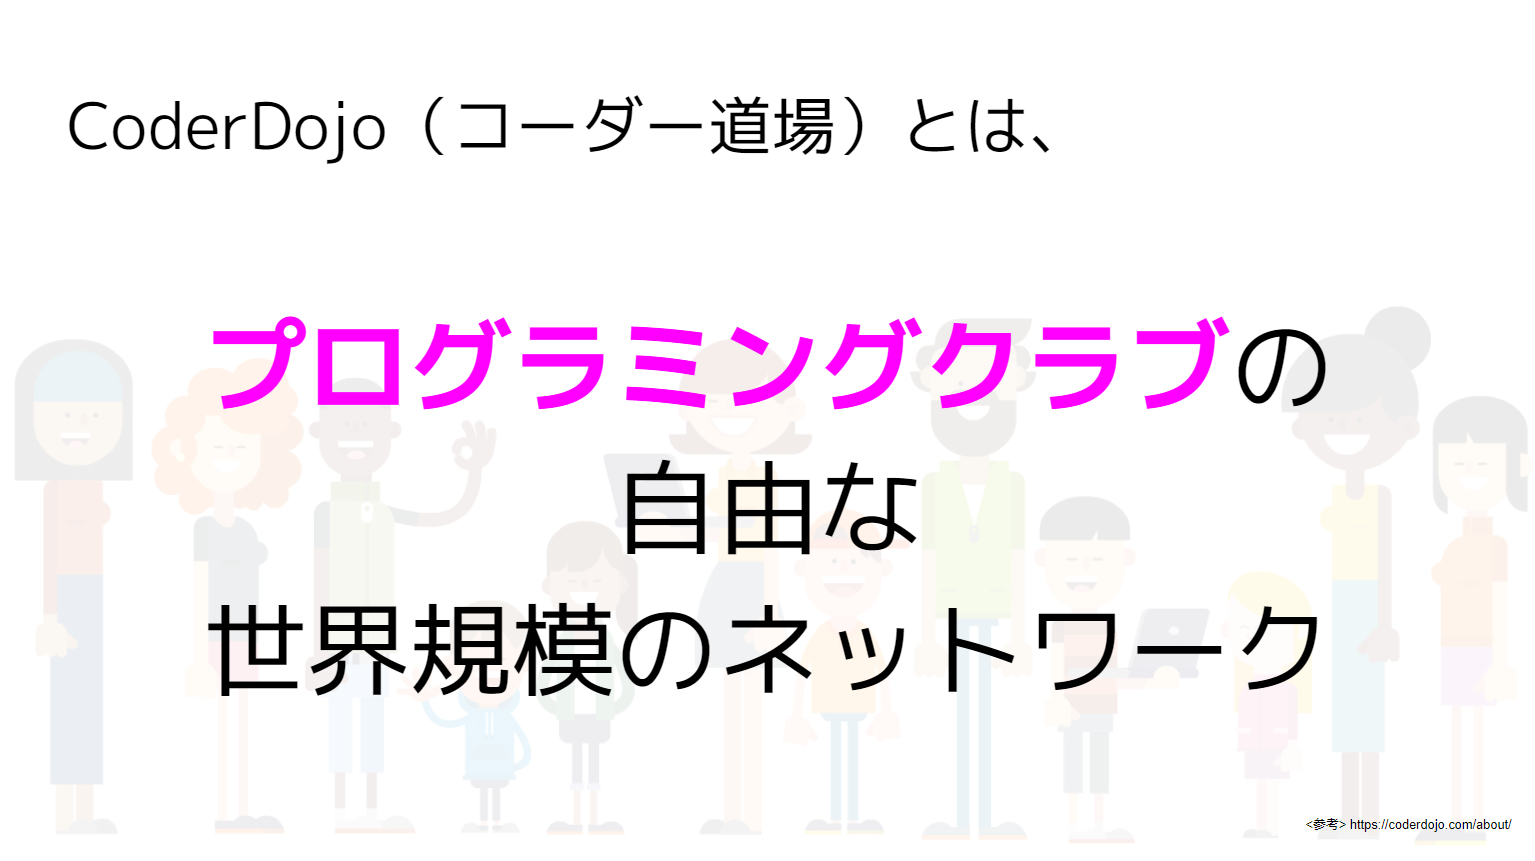 CoderDojo（コーダー道場）とは、
プログラミングクラブの
自由な
世界規模のネットワーク
<参考> https://coderdojo.com/about/